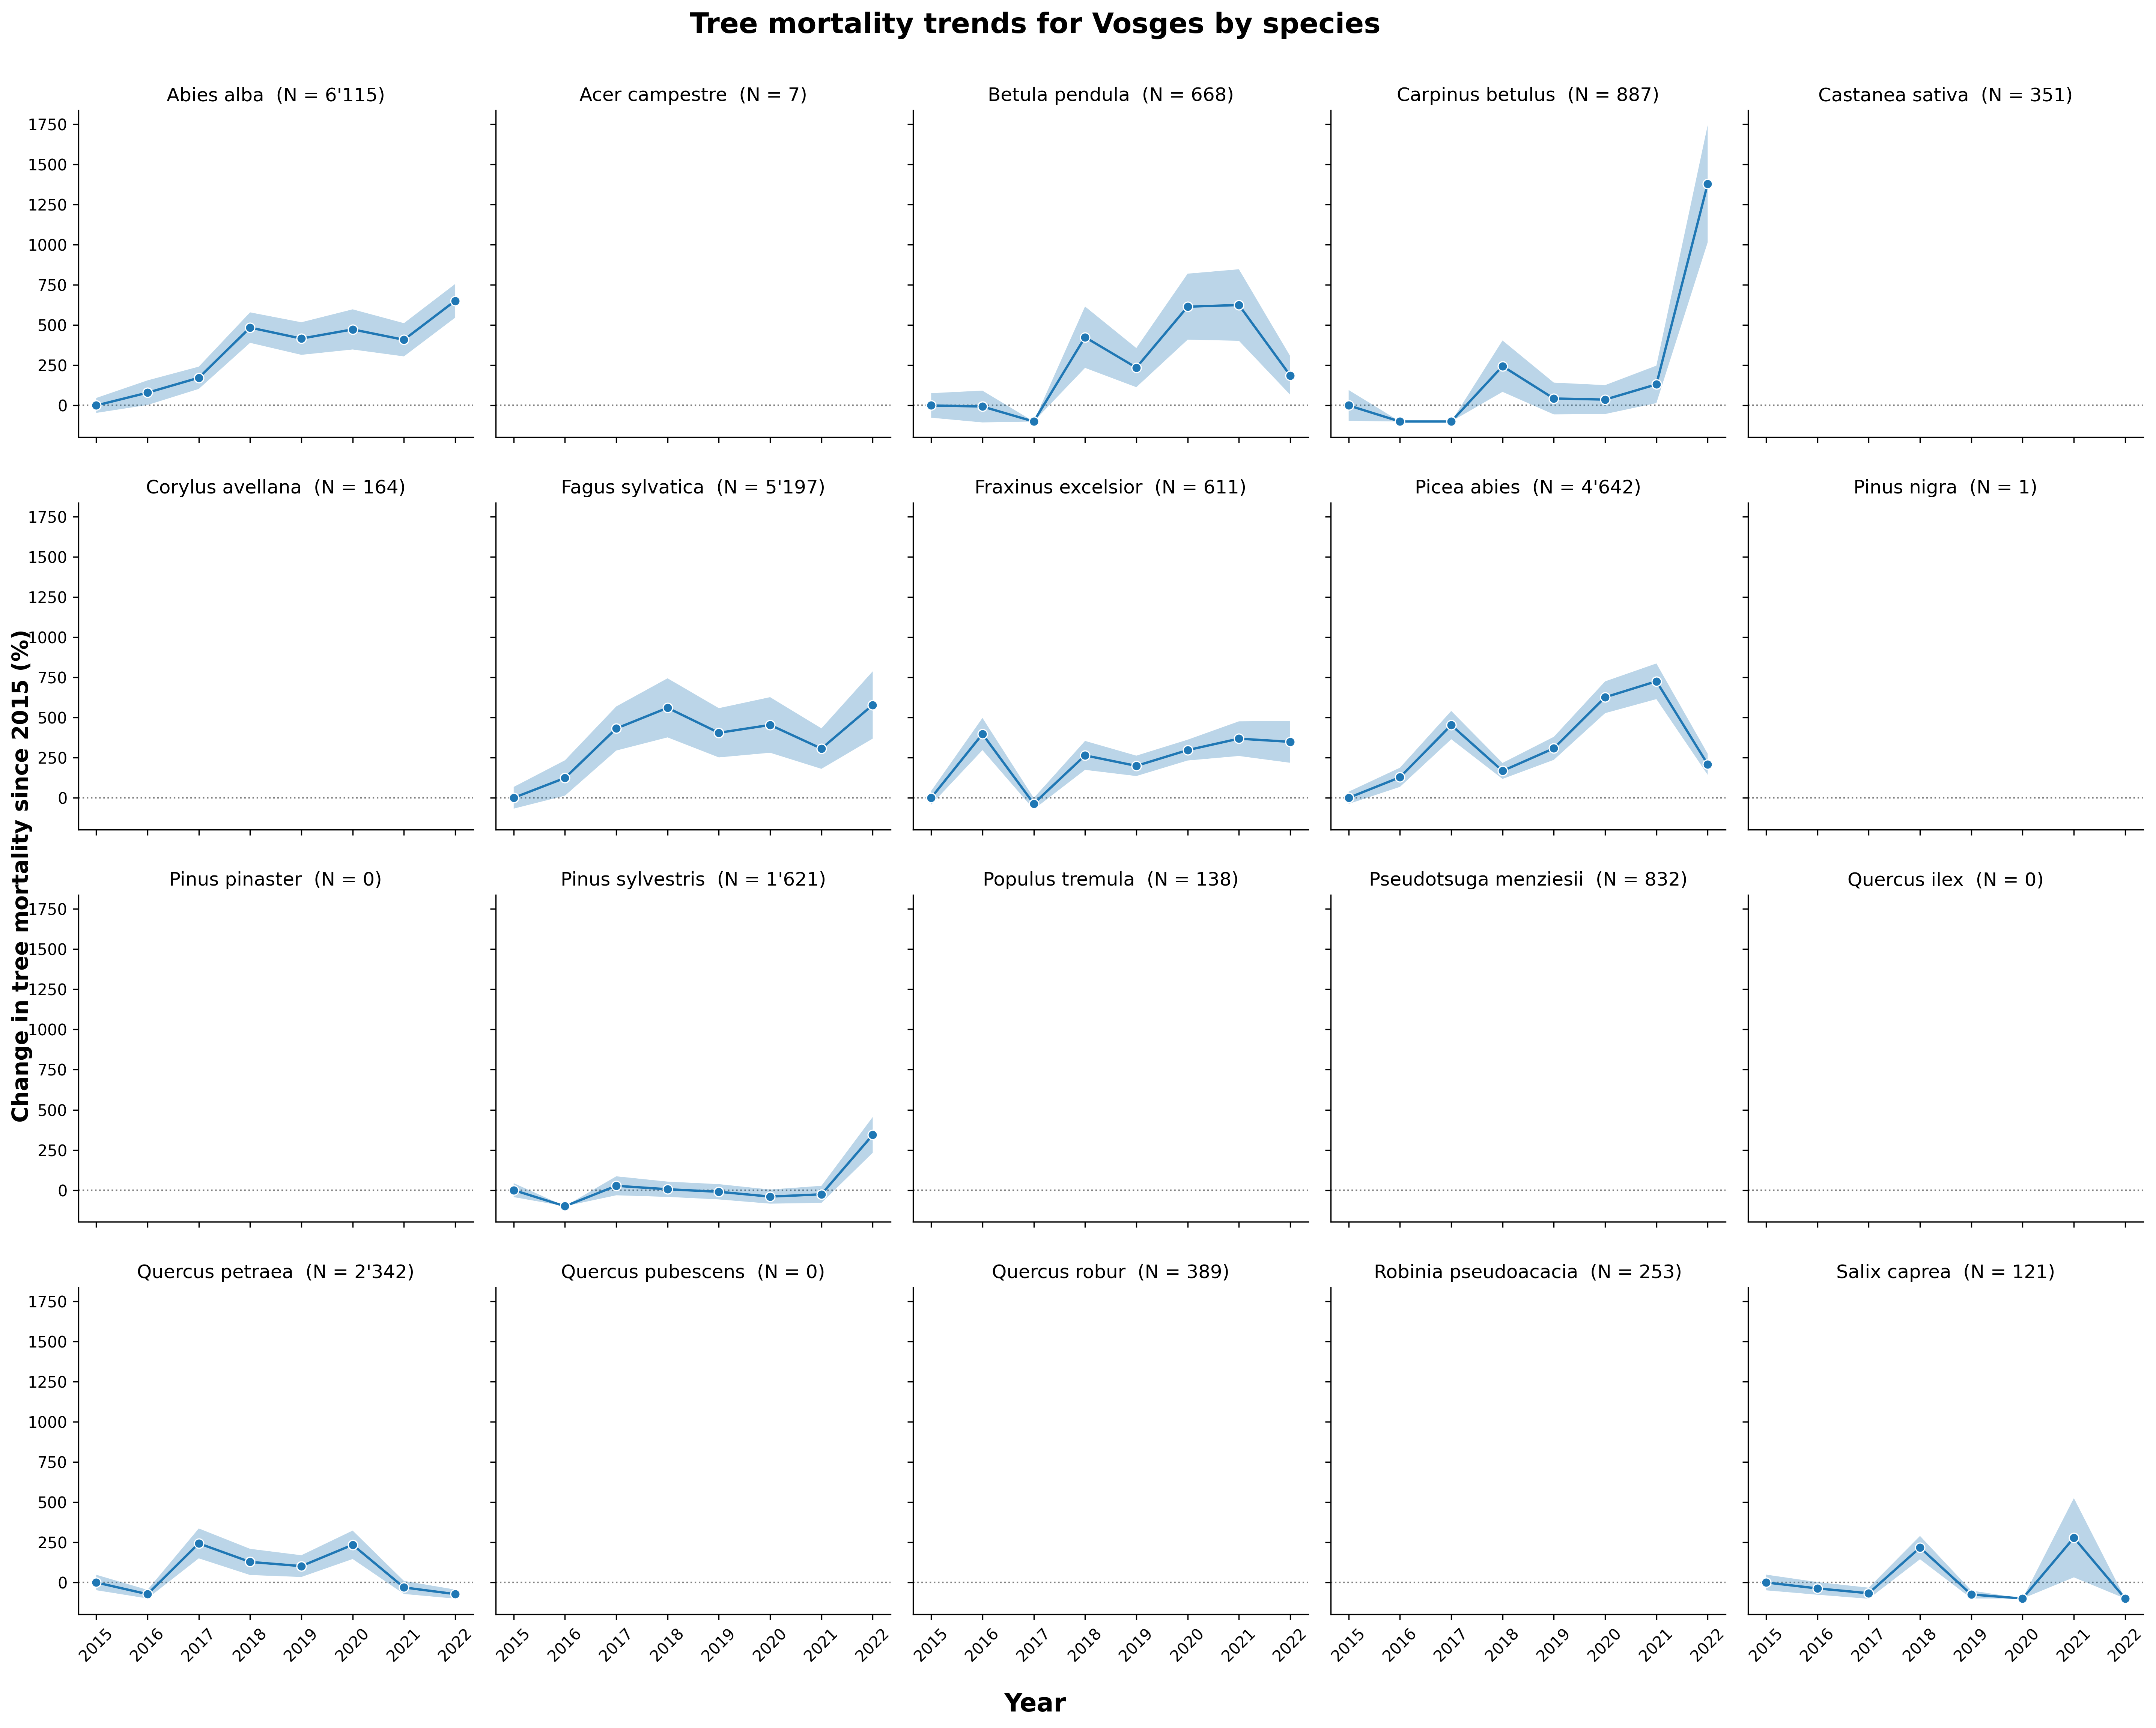 Tree mortality trends for Vosges by species
Abies alba  (N = 6'115)
Acer campestre  (N = 7)
Betula pendula  (N = 668)
Carpinus betulus  (N = 887)
Castanea sativa  (N = 351)
1750
1500
1250
1000
750
500
250
0
Corylus avellana  (N = 164)
Fagus sylvatica  (N = 5'197)
Fraxinus excelsior  (N = 611)
Picea abies  (N = 4'642)
Pinus nigra  (N = 1)
1750
1500
1250
1000
750
500
250
0
Change in tree mortality since 2015 (%)
Pinus pinaster  (N = 0)
Pinus sylvestris  (N = 1'621)
Populus tremula  (N = 138)
Pseudotsuga menziesii  (N = 832)
Quercus ilex  (N = 0)
1750
1500
1250
1000
750
500
250
0
Quercus petraea  (N = 2'342)
Quercus pubescens  (N = 0)
Quercus robur  (N = 389)
Robinia pseudoacacia  (N = 253)
Salix caprea  (N = 121)
1750
1500
1250
1000
750
500
250
0
2015 2016 2017 2018 2019 2020 2021 2022
2015 2016 2017 2018 2019 2020 2021 2022
2015 2016 2017 2018 2019 2020 2021 2022
2015 2016 2017 2018 2019 2020 2021 2022
2015 2016 2017 2018 2019 2020 2021 2022
Year